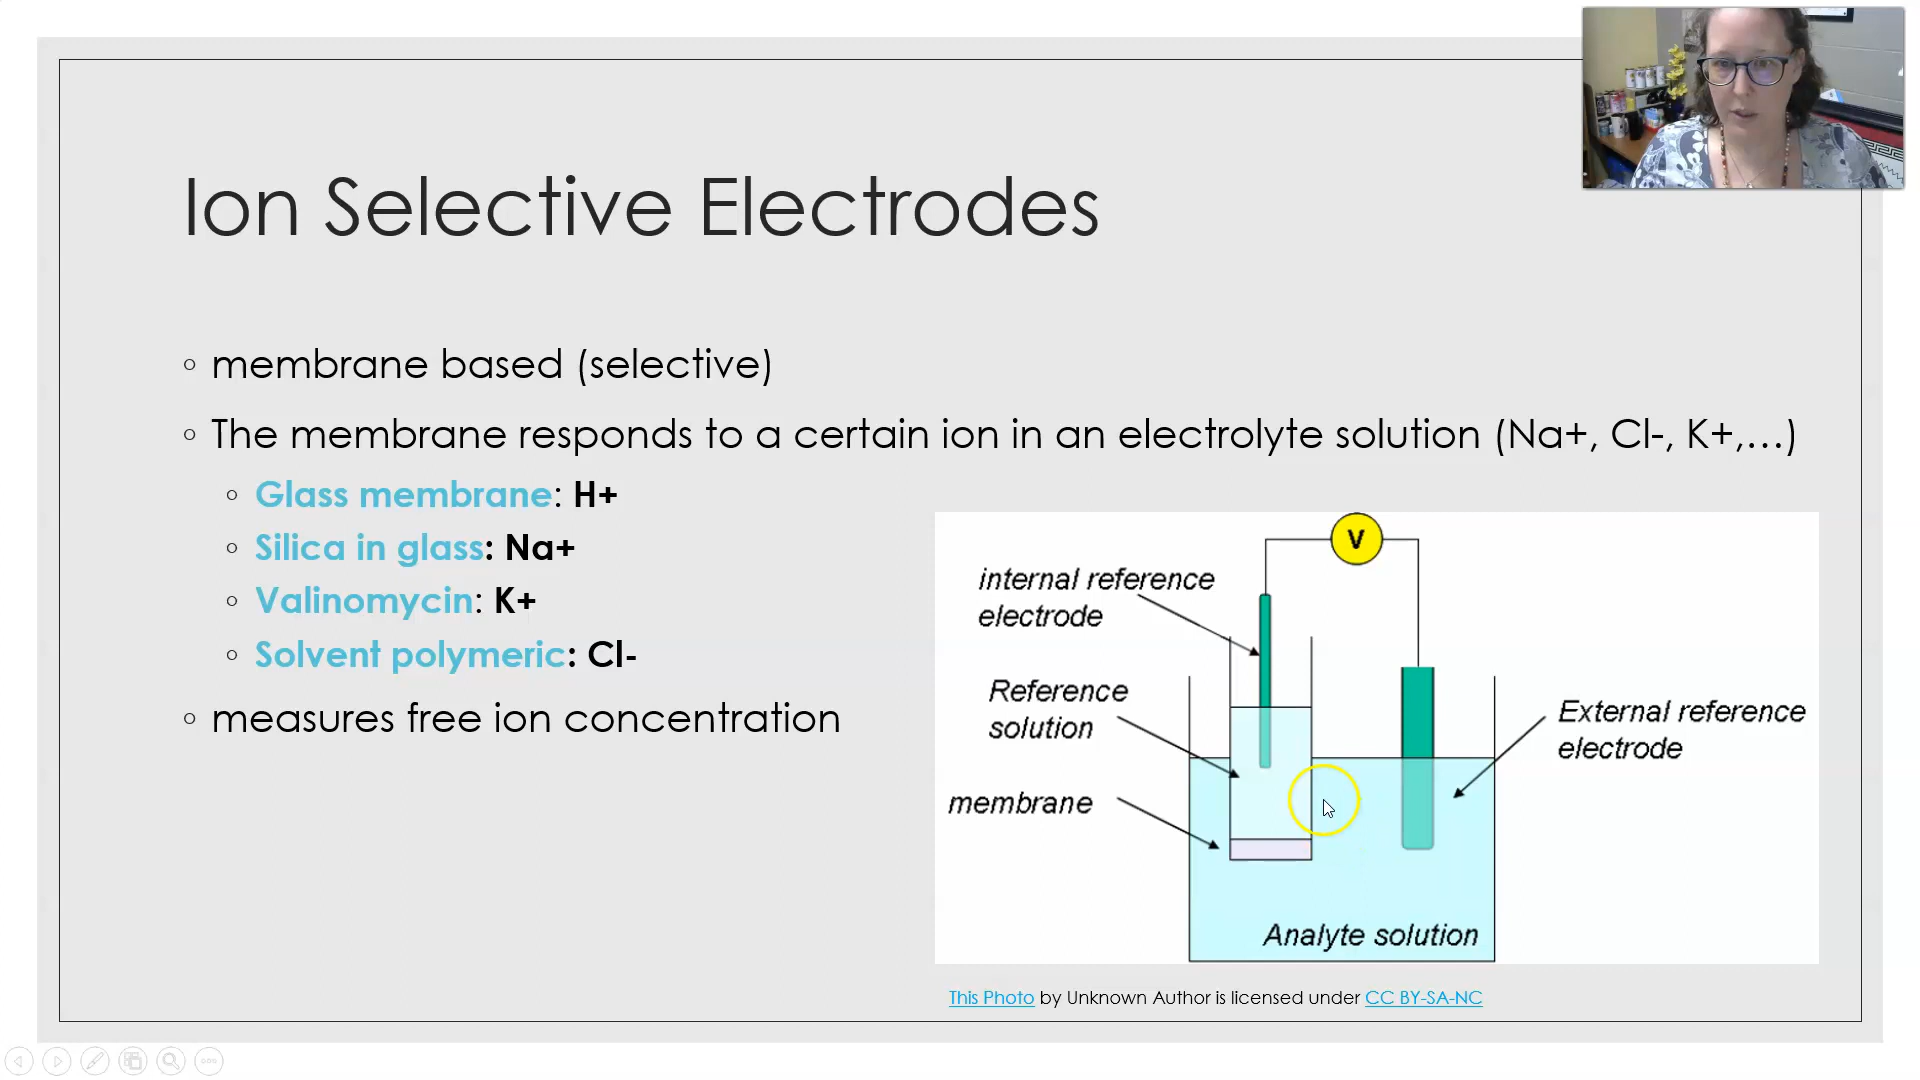 Ion Selective Electrodes
◦ membrane based (selective)
◦ The membrane responds to a certain ion in an electrolyte solution (Na+, Cl-, K+,…)
◦ Glass membrane: H+
◦ Silica in glass: Na+
◦ Valinomycin: K+
◦ Solvent polymeric: Cl-
◦ measures free ion concentration
V
internal reference
electrode
Reference
solution
membrane
External reference
electrode
Analyte solution
This Photo by Unknown Author is licensed under CC BY-SA-NC